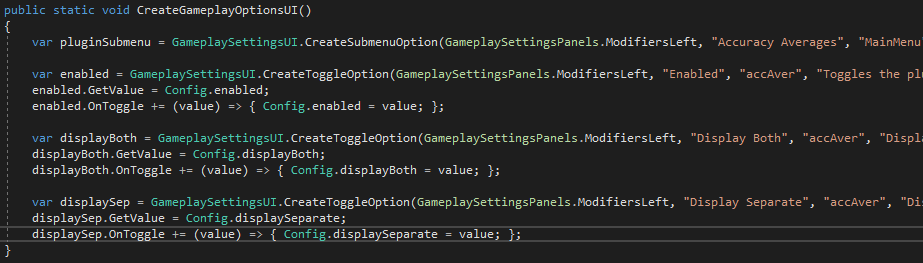 public static void CreateGameplayOptionsUI()
{
var pluginSubmenu = GameplaySettingsUI.CreateSubmenuOption(GameplaySettingsPanels.ModifiersLeft, "Accuracy Averages", "MainMenu
var enabled = GameplaySettingsUI.CreateToggleOption(GameplaySettingsPanels.ModifiersLeft, "Enabled", "accAver", "Toggles the plu
enabled.GetValue = Config.enabled;
enabled.OnToggle += (value) => { Config.enabled = value; };
var displayBoth = GameplaySettingsUI.CreateToggleOption(GameplaySettingsPanels.ModifiersLeft, "Display Both", "accAver", "Displa
displayBoth.GetValue = Config.displayBoth;
displayBoth.OnToggle += (value) => { Config.displayBoth = value; };
var displaySep = GameplaySettingsUI.CreateToggleOption(GameplaySettingsPanels.ModifiersLeft, "Display Separate", "accAver", "Dis
displaySep.GetValue = Config.displaySeparate;
displaySep.OnToggle += (value) => { Config.displaySeparate = value; };
}